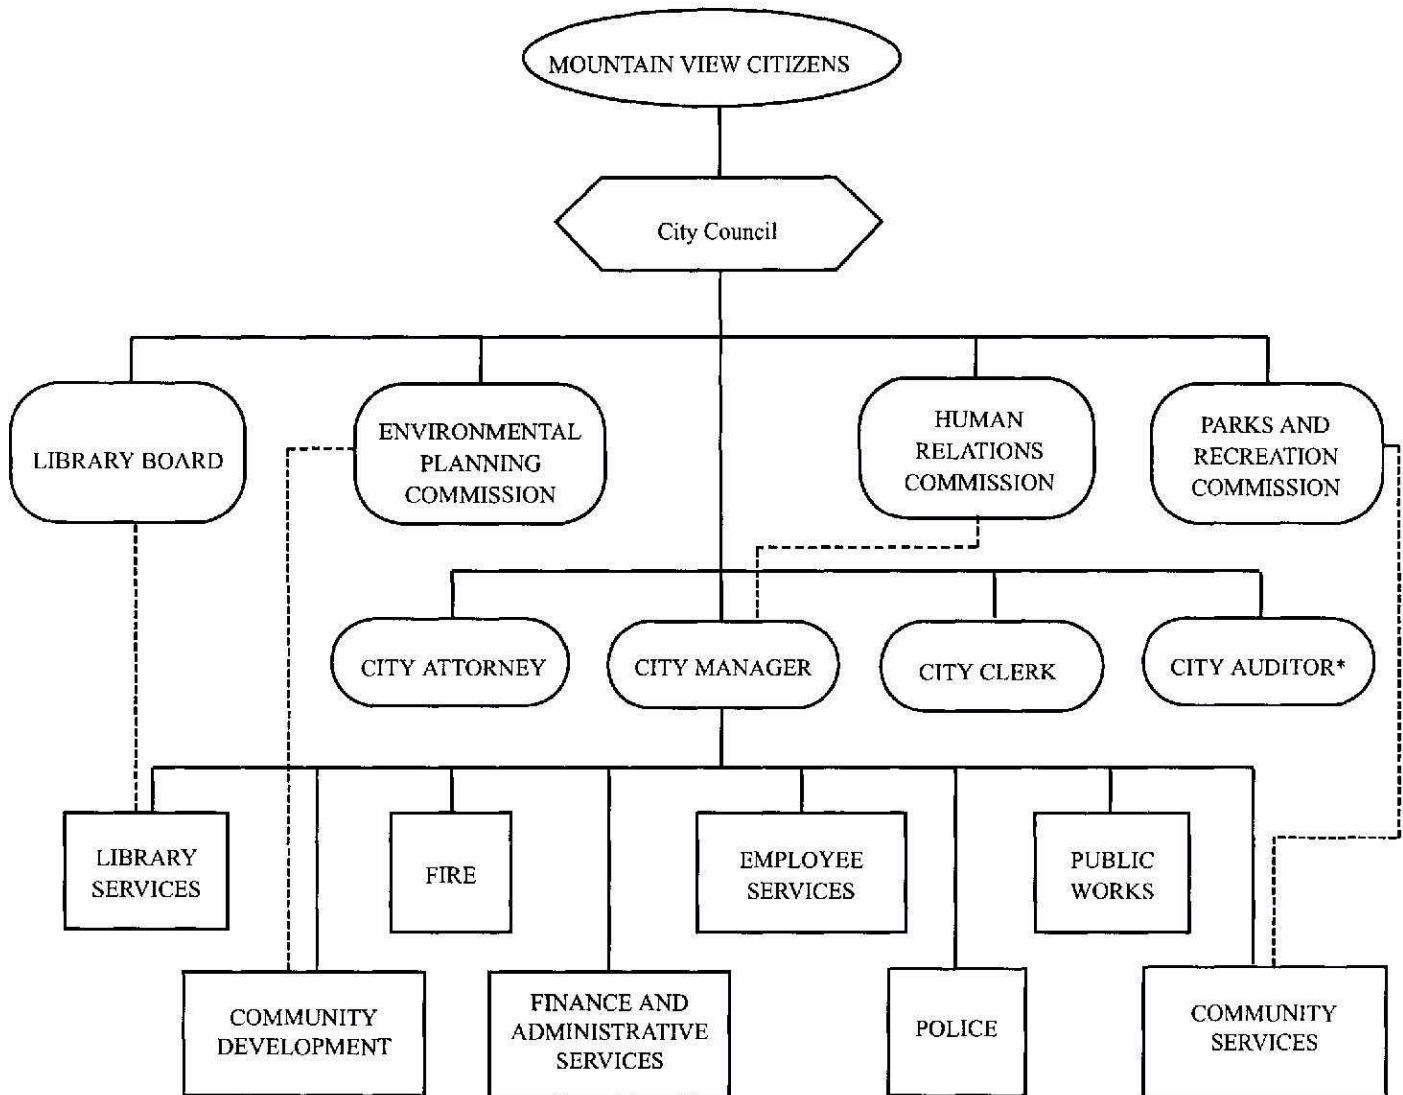 MOUNTAIN VIEW CITIZENS
City Council
LIBRARY BOARD
ENVIRONMENTAL
PLANNING
COMMISSION
HUMAN
RELATIONS
COMMISSION
PARKS AND
RECREATION
COMMISSION
CITY ATTORNEY
CITY MANAGER
CITY CLERK
CITY AUDITOR*
LIBRARY
SERVICES
FIRE
EMPLOYEE
SERVICES
PUBLIC
WORKS
COMMUNITY
DEVELOPMENT
FINANCE AND
ADMINISTRATIVE
SERVICES
POLICE
COMMUNITY
SERVICES